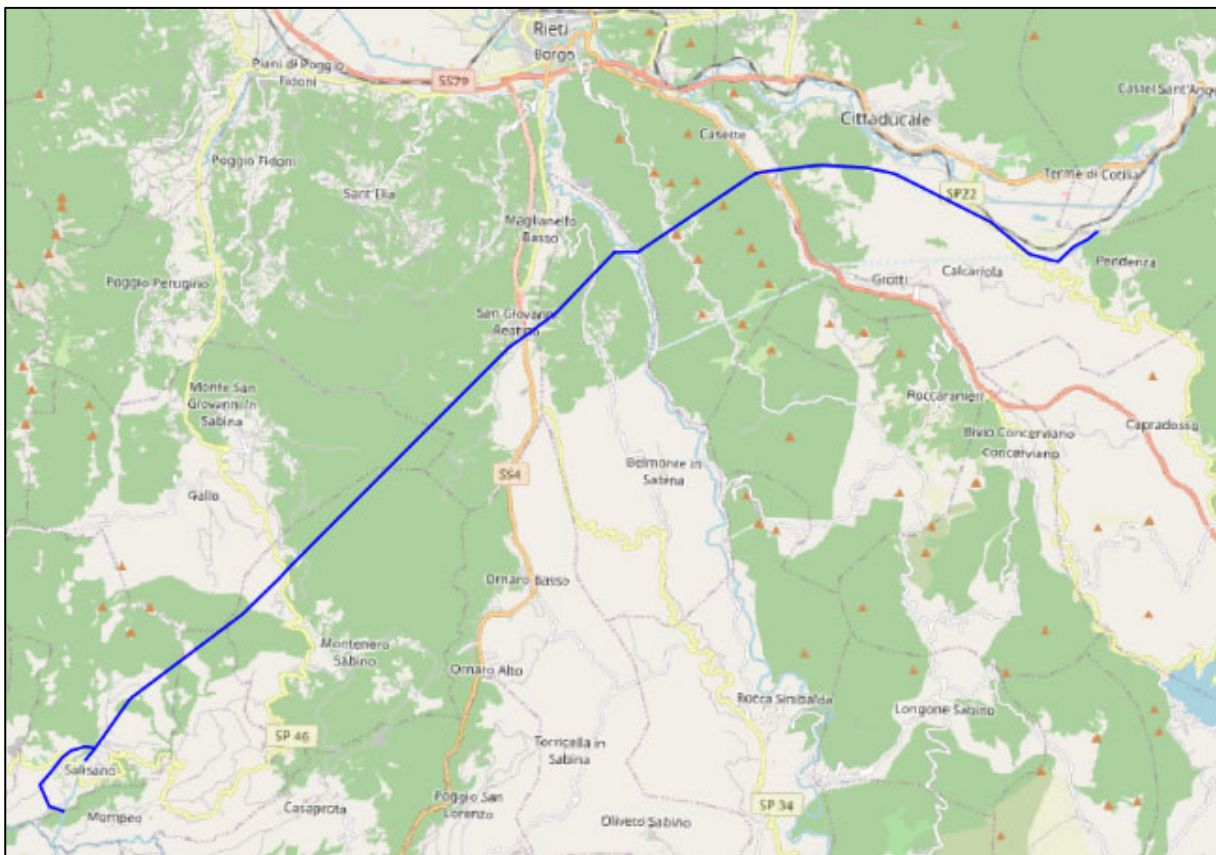 Rieti
Borgo
Piani di Poggio
Fidoni
SS79
Castel Sant'Ange
Cittaducale
Casette
Poggio Fidoni
Terme di Cotilia
Sant'Elia
SP22
Maglianello
Basso
Pendenza
Calcariola
Grotti
Poggio Perugino
San Giovanni
Reatino
Monte San
Giovanni in
Sabina
Roccaranieri
Capradosso
Bivio Concerviano
Concerviano
Belmonte in
Sabina
SS4
Gallo
Ornaro Basso
Montenero
Sabino
Ornaro Alto
Rocca Sinibalda
Longone Sabino
SP 46
Torricella in
Sabina
Salisano
Casaprota
Poggio San
Lorenzo
SP 34
Mompeo
Oliveto Sabino